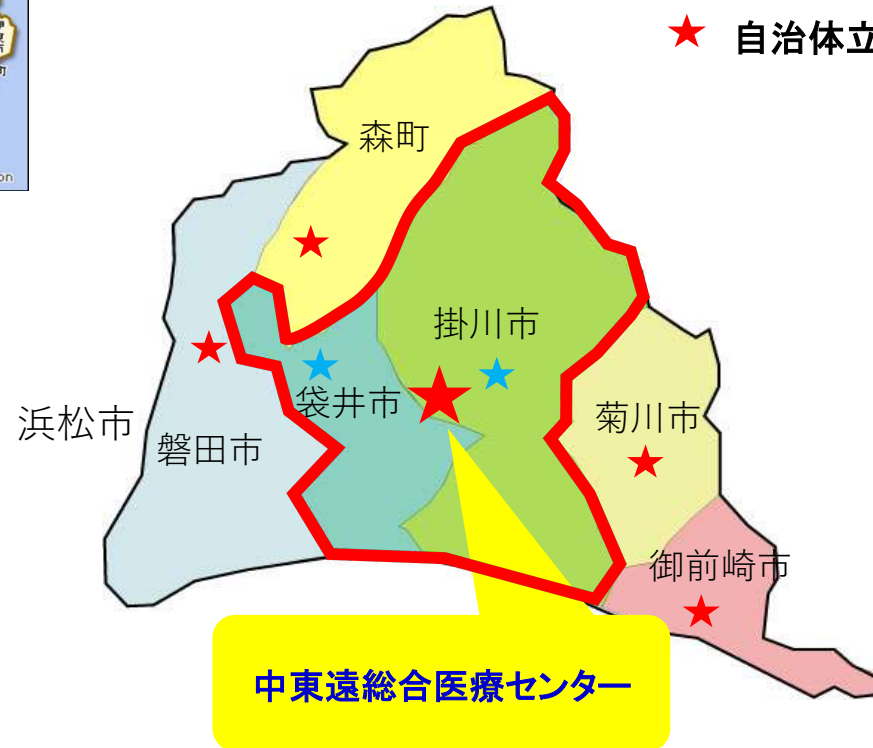 ★ 自治体立
森町
掛川市
袋井市
浜松市
磐田市
菊川市
御前崎市
中東遠総合医療センター